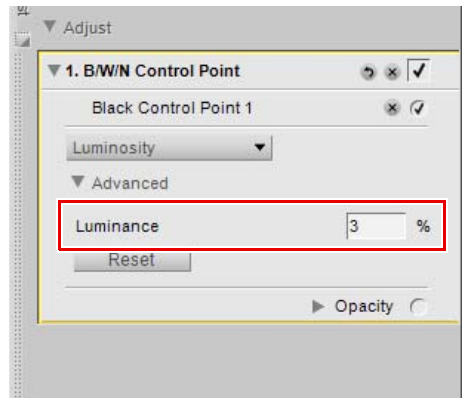 Adjust
1. B/W/N Control Point
Black Control Point 1
Luminosity
Advanced
Luminance 3 %
Reset
Opacity